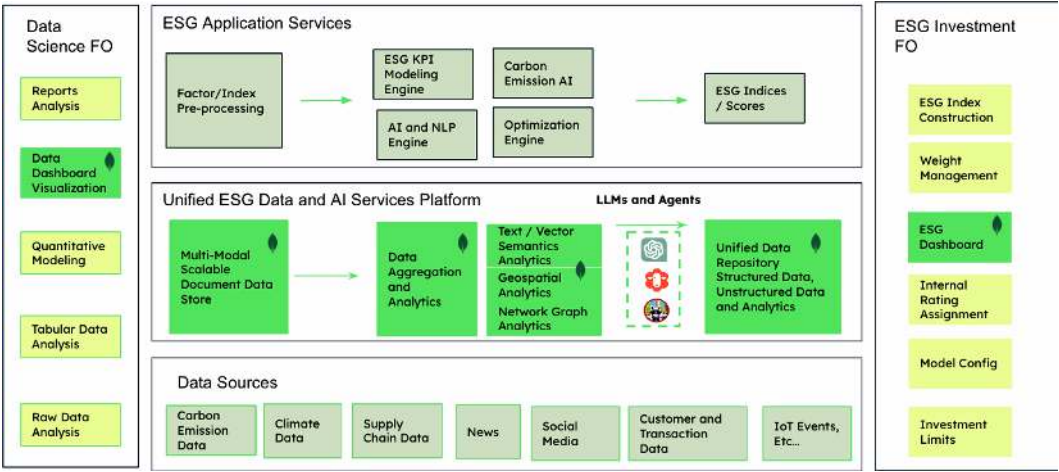 Data
Science FO
Reports
Analysis
Data
Dashboard
Visualization
Quantitative
Modeling
Tabular Data
Analysis
Raw Data
Analysis
ESG Application Services
Factor/Index
Pre-processing
ESG KPI
Modeling
Engine
Carbon
Emission AI
AI and NLP
Engine
Optimization
Engine
ESG Indices
/ Scores
Unified ESG Data and AI Services Platform
LLMs and Agents
Multi-Modal
Scalable
Document Data
Store
Data
Aggregation
and
Analytics
Text / Vector
Semantics
Analytics
Geospatial
Analytics
Network Graph
Analytics
Unified Data
Repository
Structured Data,
Unstructured Data
and Analytics
Data Sources
Carbon
Emission
Data
Climate
Data
Supply
Chain Data
News
Social
Media
Customer and
Transaction
Data
IoT Events,
Etc...
ESG Investment
FO
ESG Index
Construction
Weight
Management
ESG
Dashboard
Internal
Rating
Assignment
Model Config
Investment
Limits